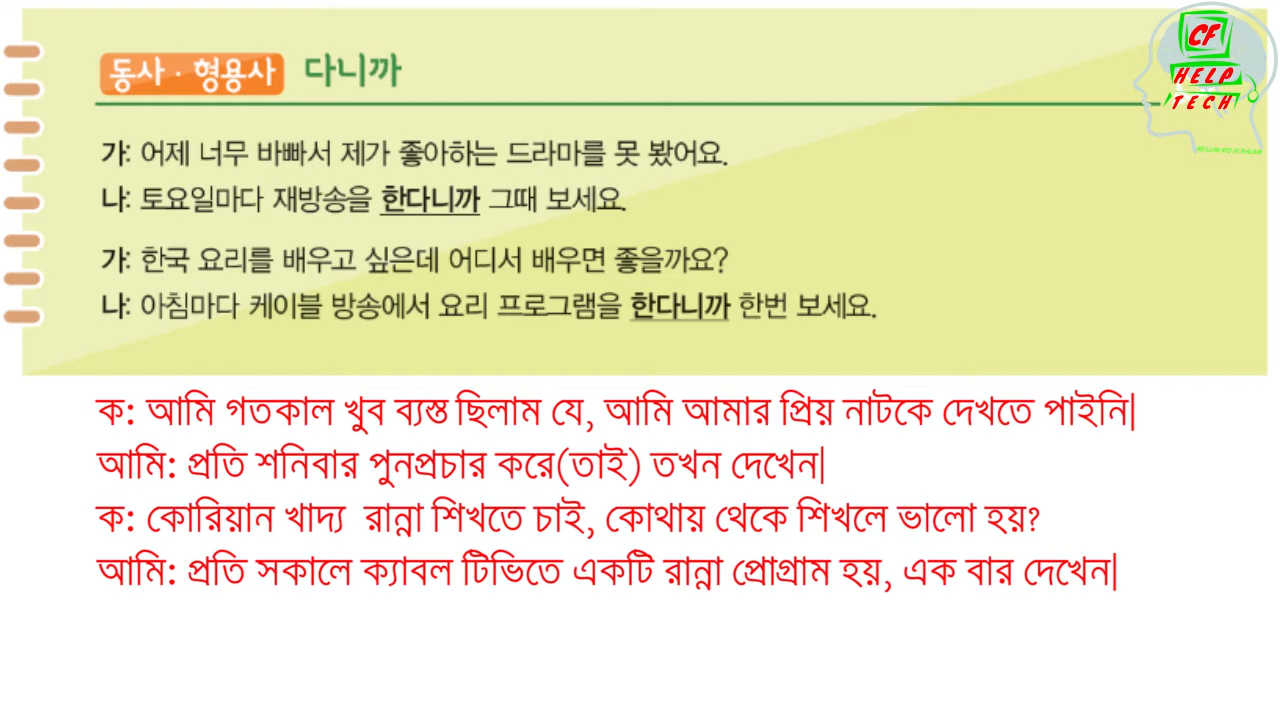 동사 · 형용사 다니까
가: 어제 너무 바빠서 제가 좋아하는 드라마를 못 봤어요.
나: 토요일마다 재방송을 한다니까 그때 보세요.
가: 한국 요리를 배우고 싶은데 어디서 배우면 좋을까요?
나: 아침마다 케이블 방송에서 요리 프로그램을 한다니까 한번 보세요.
ক: আমি গতকাল খুব ব্যস্ত ছিলাম যে, আমি আমার প্রিয় নাটকে দেখতে পাইনি|
আমি: প্রতি শনিবার পুনপ্রচার করে(তাই) তখন দেখেন|
ক: কোরিয়ান খাদ্য রান্না শিখতে চাই, কোথায় থেকে শিখলে ভালো হয়?
আমি: প্রতি সকালে ক্যাবল টিভিতে একটি রান্না প্রোগ্রাম হয়, এক বার দেখেন|
CF
HELP
TECH